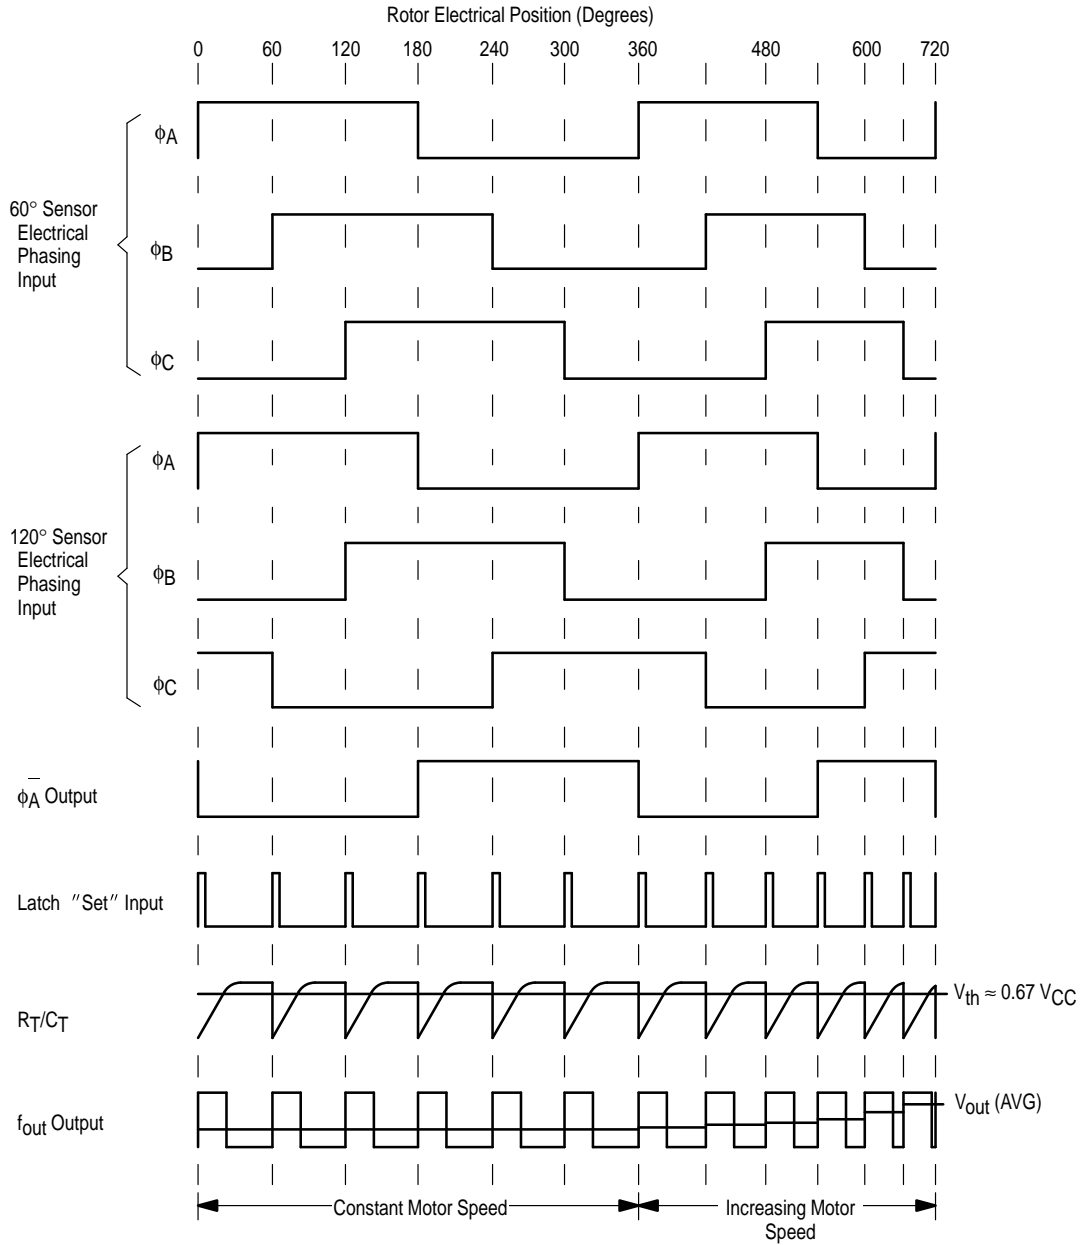 Rotor Electrical Position (Degrees)
0 60 120 180 240 300 360 480 600 720
ϕA
60° Sensor
Electrical
Phasing
Input
ϕB
ϕC
ϕA
120° Sensor
Electrical
Phasing
Input
ϕB
ϕC
ϕA̅ Output
Latch ″Set″ Input
Vth ≈ 0.67 VCC
RT/CT
Vout (AVG)
fout Output
Constant Motor Speed
Increasing Motor
Speed